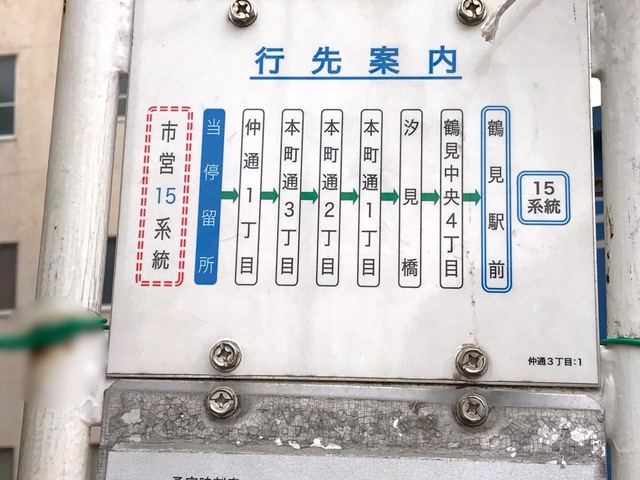 行先案内
市営15系統
当停留所
仲通1丁目
本町通3丁目
本町通2丁目
本町通1丁目
汐見橋
鶴見中央4丁目
鶴見駅前
15
系統
仲通3丁目:1